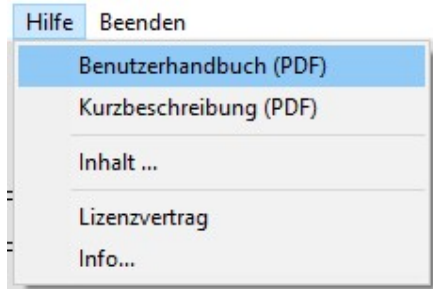 Hilfe Beenden
Benutzerhandbuch (PDF)
Kurzbeschreibung (PDF)
Inhalt ...
Lizenzvertrag
Info...